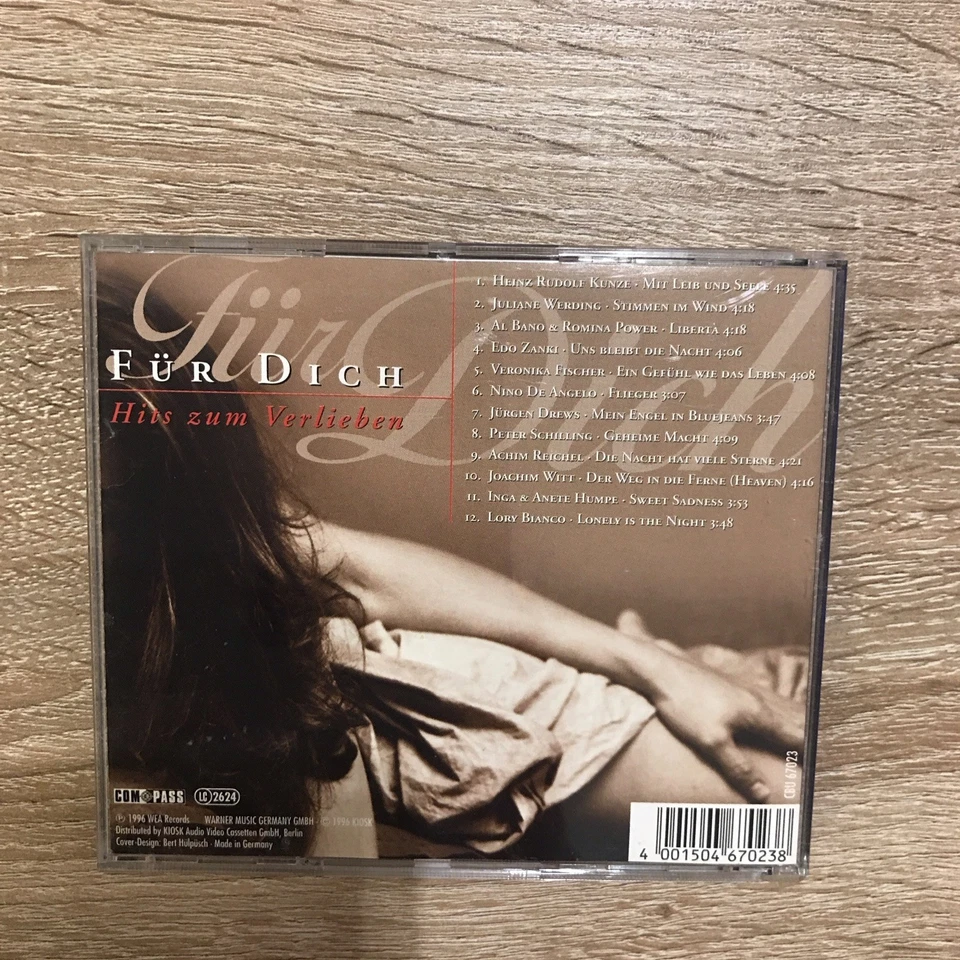 Für Dich
FÜR DICH
Hits zum Verlieben
1. HEINZ RUDOLF KUNZE · MIT LEIB UND SEELE 4:35
2. JULIANE WERDING · STIMMEN IM WIND 4:18
3. AL BANO & ROMINA POWER · LIBERTÀ 4:18
4. EDO ZANKI · UNS BLEIBT DIE NACHT 4:06
5. VERONIKA FISCHER · EIN GEFÜHL WIE DAS LEBEN 4:08
6. NINO DE ANGELO · FLIEGER 3:07
7. JÜRGEN DREWS · MEIN ENGEL IN BLUEJEANS 3:47
8. PETER SCHILLING · GEHEIME MACHT 4:09
9. ACHIM REICHEL · DIE NACHT HAT VIELE STERNE 4:21
10. JOACHIM WITT · DER WEG IN DIE FERNE (HEAVEN) 4:16
11. INGA & ANETE HUMPE · SWEET SADNESS 3:53
12. LORY BIANCO · LONELY IS THE NIGHT 3:48
COMPASS LC 2624
℗ 1996 WEA Records WARNER MUSIC GERMANY GMBH · © 1996 KIOSK
Distributed by KIOSK Audio Video Cassetten GmbH, Berlin
Cover-Design: Bert Hülpüsch · Made in Germany
67023
4 001504 670238